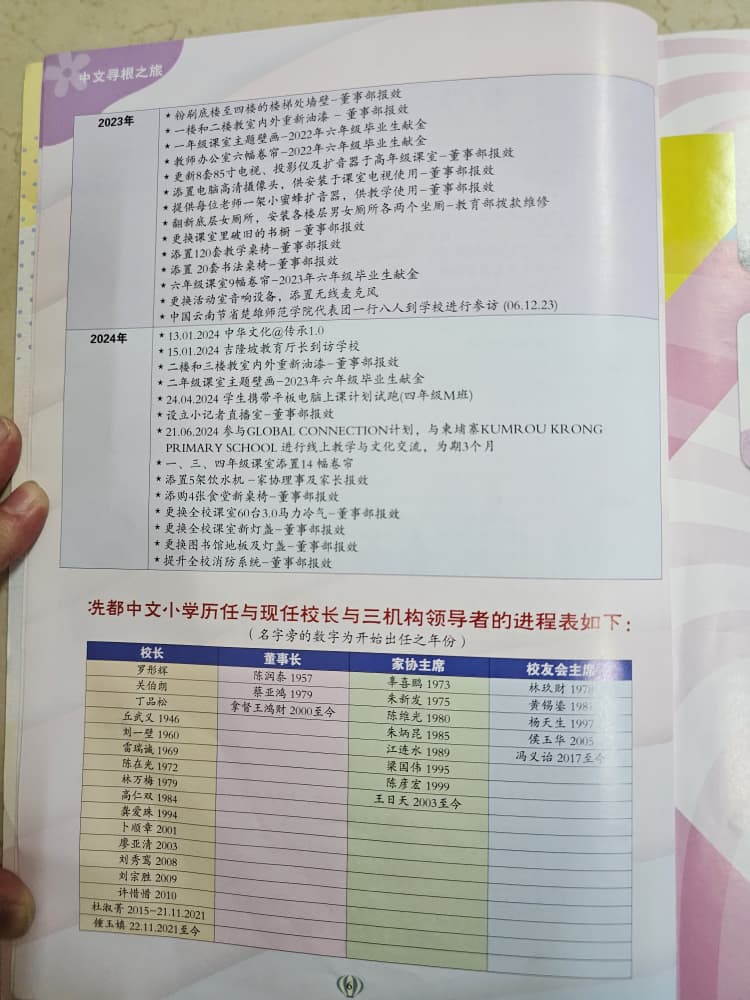 中文寻根之旅
2023年
* 粉刷底楼至四楼的楼梯处墙壁-董事部报效
* 一楼和二楼教室内外重新油漆 - 董事部报效
* 一年级课室主题壁画-2022年六年级毕业生献金
* 教师办公室六幅卷帘-2022年六年级毕业生献金
* 更新8套85寸电视、投影仪及扩音器于高年级课室-董事部报效
* 添置电脑高清摄像头，供安装于课室电视使用-董事部报效
* 提供每位老师一架小蜜蜂扩音器，供教学使用-董事部报效
* 翻新底层女厕所，安装各楼层男女厕所各两个坐厕-教育部拨款维修
* 更换课室里破旧的书橱 -董事部报效
* 添置120套教学桌椅-董事部报效
* 添置 20套书法桌椅-董事部报效
* 六年级课室9幅卷帘-2023年六年级毕业生献金
* 更换活动室音响设备，添置无线麦克风
* 中国云南节省楚雄师范学院代表团一行八人到学校进行参访 (06.12.23)
2024年
* 13.01.2024 中华文化@传承1.0
* 15.01.2024 吉隆坡教育厅长到访学校
* 二楼和三楼教室内外重新油漆-董事部报效
* 二年级课室主题壁画-2023年六年级毕业生献金
* 24.04.2024 学生携带平板电脑上课计划试跑(四年级M班)
* 设立小记者直播室-董事部报效
* 21.06.2024 参与GLOBAL CONNECTION计划，与柬埔寨KUMROU KRONG
PRIMARY SCHOOL 进行线上教学与文化交流，为期3个月
* 一、三、四年级课室添置14 幅卷帘
* 添置5架饮水机 -家协理事及家长报效
* 添购4张食堂新桌椅-董事部报效
* 更换全校课室60台3.0马力冷气-董事部报效
* 更换全校课室新灯盏-董事部报效
* 更换图书馆地板及灯盏-董事部报效
* 提升全校消防系统-董事部报效
冼都中文小学历任与现任校长与三机构领导者的进程表如下：
（名字旁的数字为开始出任之年份）
校长 董事长 家协主席 校友会主席
罗彤辉 陈润泰 1957 辜喜鹏 1973 林玖财
吴伯朗 蔡亚鸿 1979 朱新发 1975 黄锡鎏
丁品松 拿督王鸿财 2000至今 陈维光 1980 杨天生 1997
丘武义 1946 朱炳昆 1985 侯玉华 2005
刘一壁 1960 江连水 1989 冯义诒 2017至今
雷瑞诚 1969 梁国伟 1995
陈在光 1972 陈彦宏 1999
林万梅 1979 王日天 2003至今
高仁双 1984
龚爱珠 1994
卜顺章 2001
廖亚清 2003
刘秀鸾 2008
刘宗胜 2009
许惜惜 2010
杜淑菁 2015-21.11.2021
锺玉镇 22.11.2021至今
6